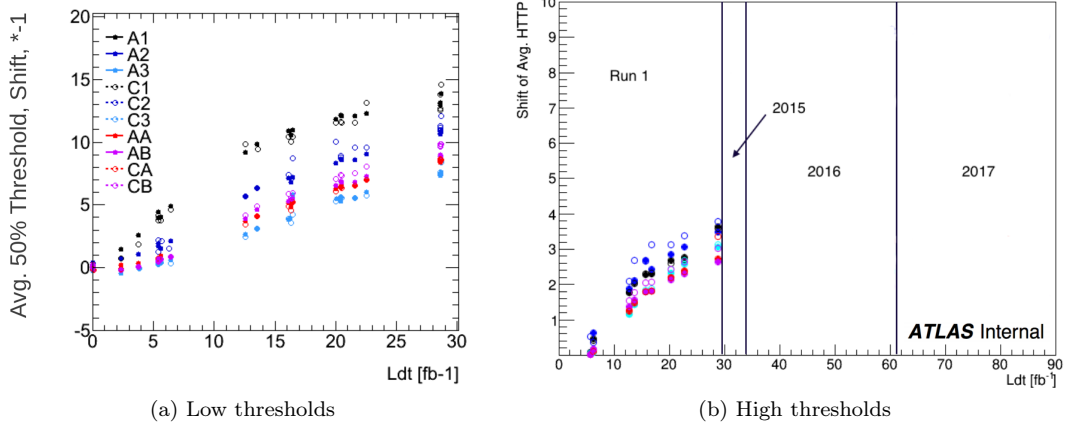 Avg. 50% Threshold, Shift, *-1
20
15
10
5
0
-5
A1
A2
A3
C1
C2
C3
AA
AB
CA
CB
0 5 10 15 20 25 30
Ldt [fb-1]
(a) Low thresholds
Shift of Avg. HTTP
10
9
8
7
6
5
4
3
2
1
Run 1
2015
2016
2017
ATLAS Internal
0 10 20 30 40 50 60 70 80 90
Ldt [fb⁻¹]
(b) High thresholds